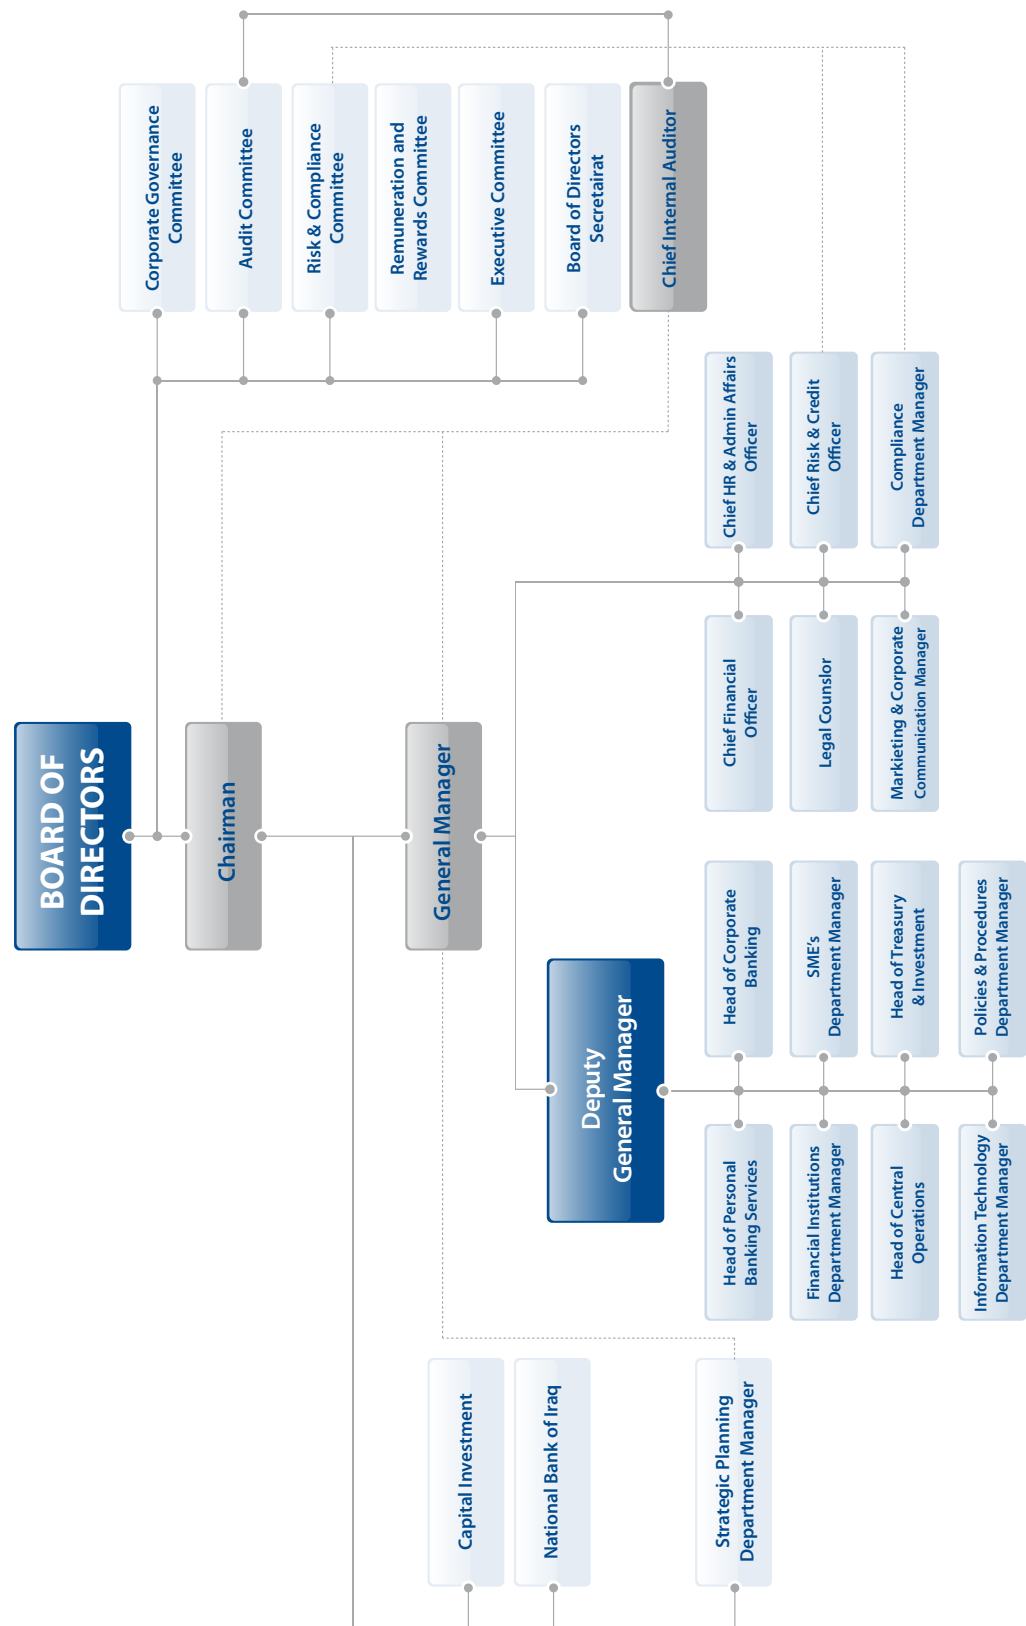 BOARD OF
DIRECTORS
Corporate Governance
Committee
Audit Committee
Risk & Compliance
Committee
Remuneration and
Rewards Committee
Executive Committee
Board of Directors
Secretairat
Chief Internal Auditor
Chairman
General Manager
Deputy
General Manager
Chief HR & Admin Affairs
Officer
Chief Risk & Credit
Officer
Compliance
Department Manager
Chief Financial
Officer
Legal Counslor
Markieting & Corporate
Communication Manager
Head of Corporate
Banking
SME's
Department Manager
Head of Treasury
& Investment
Policies & Procedures
Department Manager
Head of Personal
Banking Services
Financial Institutions
Department Manager
Head of Central
Operations
Information Technology
Department Manager
Capital Investment
National Bank of Iraq
Strategic Planning
Department Manager